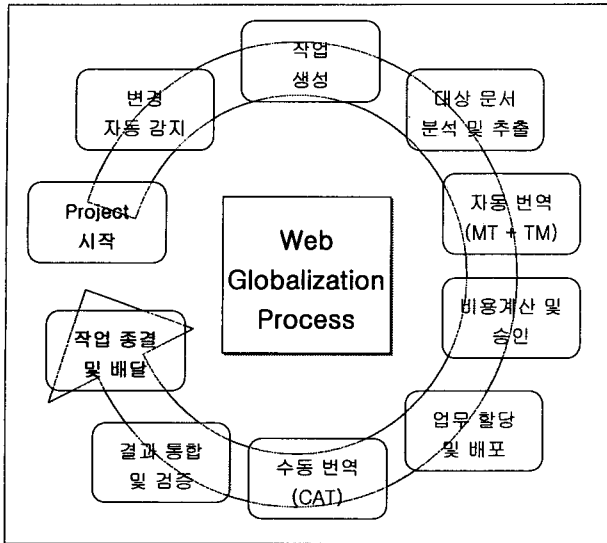 Project
시작
변경
자동 감지
작업
생성
대상 문서
분석 및 추출
자동 번역
(MT + TM)
비용계산 및
승인
업무 할당
및 배포
수동 번역
(CAT)
결과 통합
및 검증
작업 종결
및 배달
Web
Globalization
Process